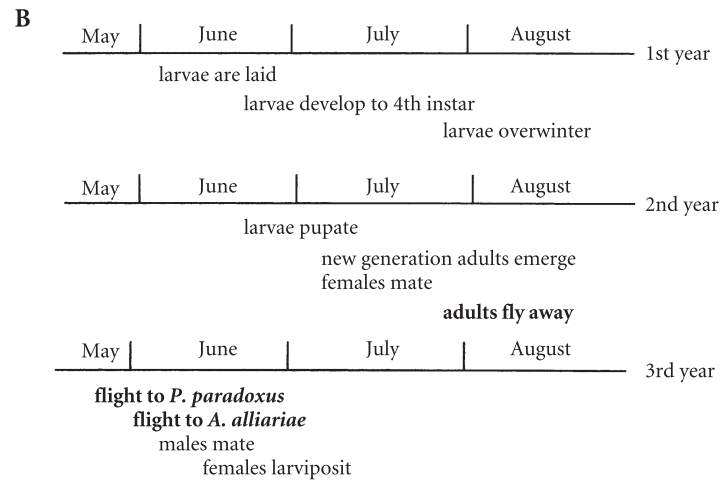 B
May June July August
1st year
larvae are laid
larvae develop to 4th instar
larvae overwinter
May June July August
2nd year
larvae pupate
new generation adults emerge
females mate
adults fly away
May June July August
3rd year
flight to P. paradoxus
flight to A. alliariae
males mate
females larviposit